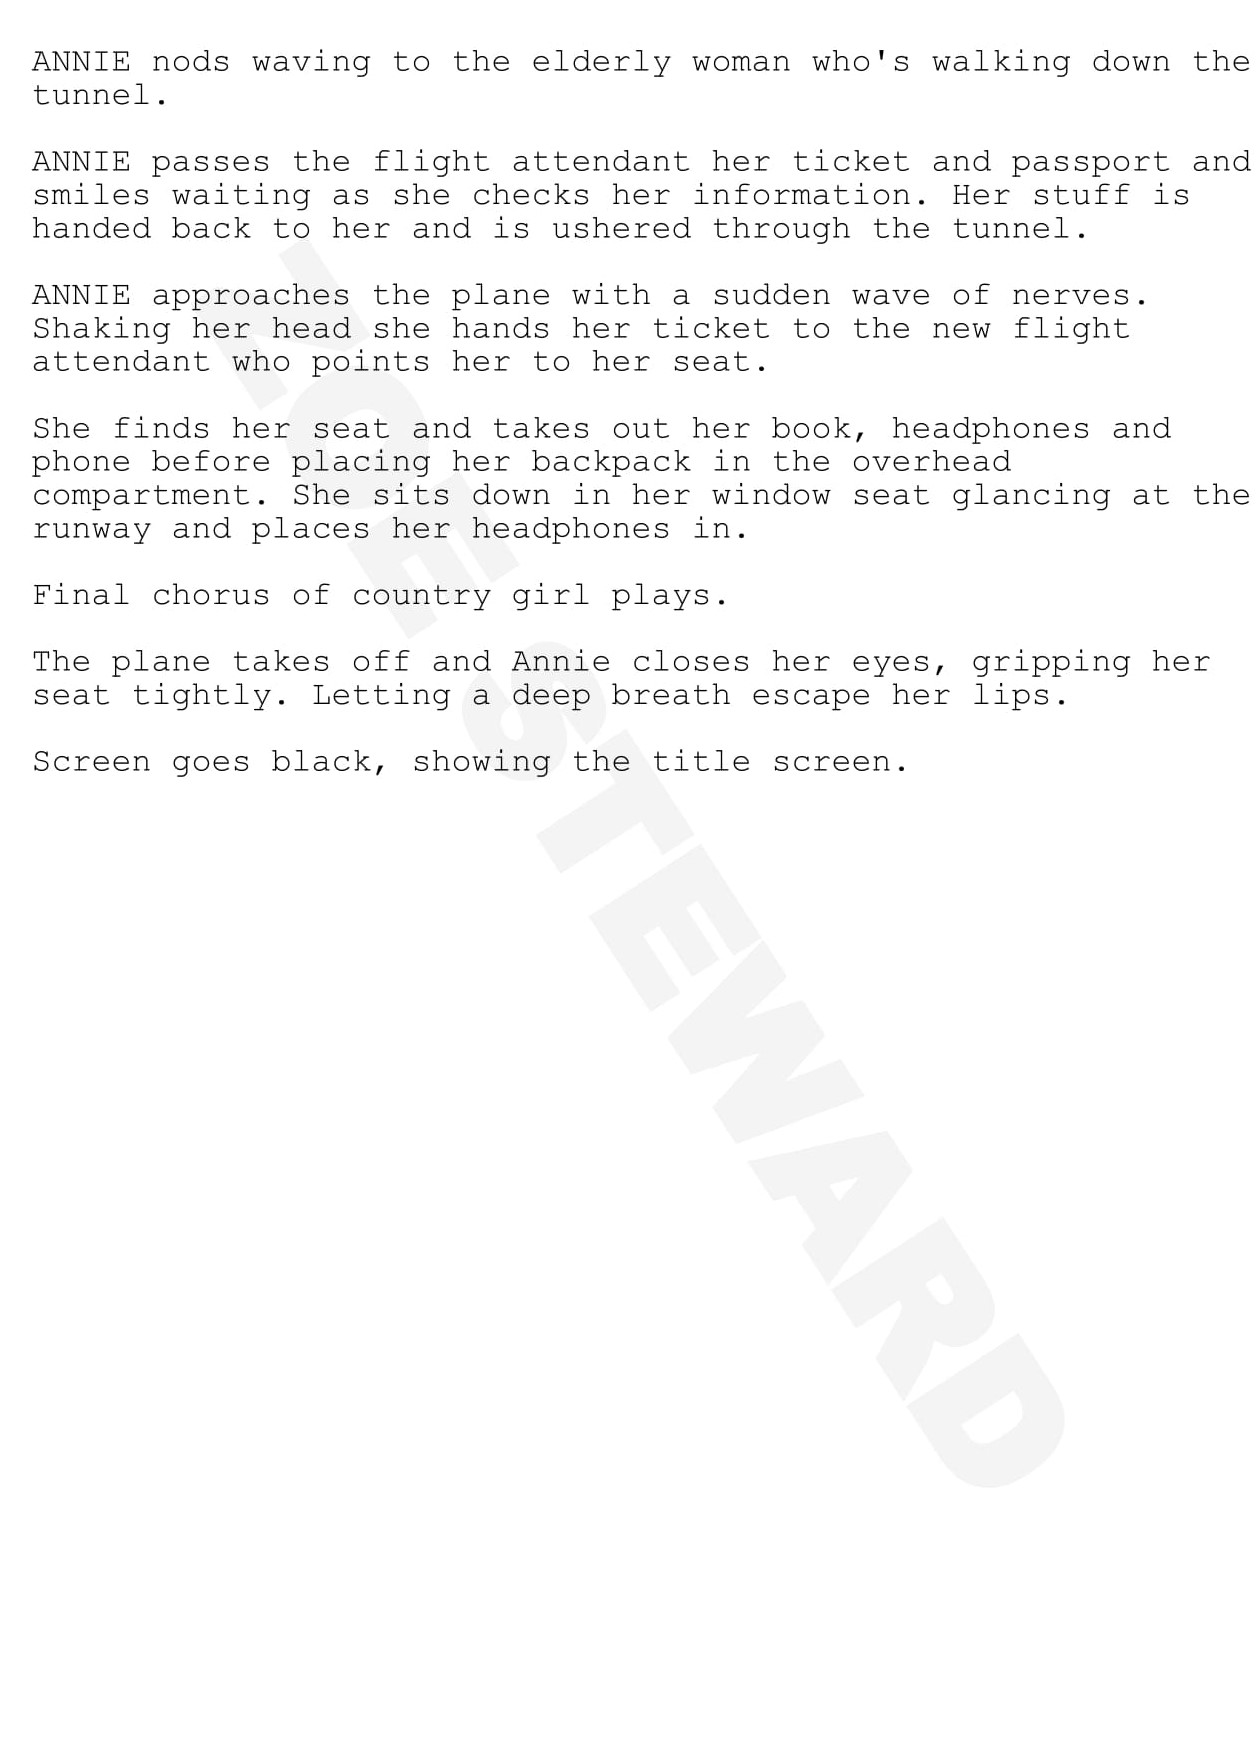 ANNIE nods waving to the elderly woman who's walking down the
tunnel.
ANNIE passes the flight attendant her ticket and passport and
smiles waiting as she checks her information. Her stuff is
handed back to her and is ushered through the tunnel.
ANNIE approaches the plane with a sudden wave of nerves.
Shaking her head she hands her ticket to the new flight
attendant who points her to her seat.
She finds her seat and takes out her book, headphones and
phone before placing her backpack in the overhead
compartment. She sits down in her window seat glancing at the
runway and places her headphones in.
Final chorus of country girl plays.
The plane takes off and Annie closes her eyes, gripping her
seat tightly. Letting a deep breath escape her lips.
Screen goes black, showing the title screen.
ZOE STEWARD